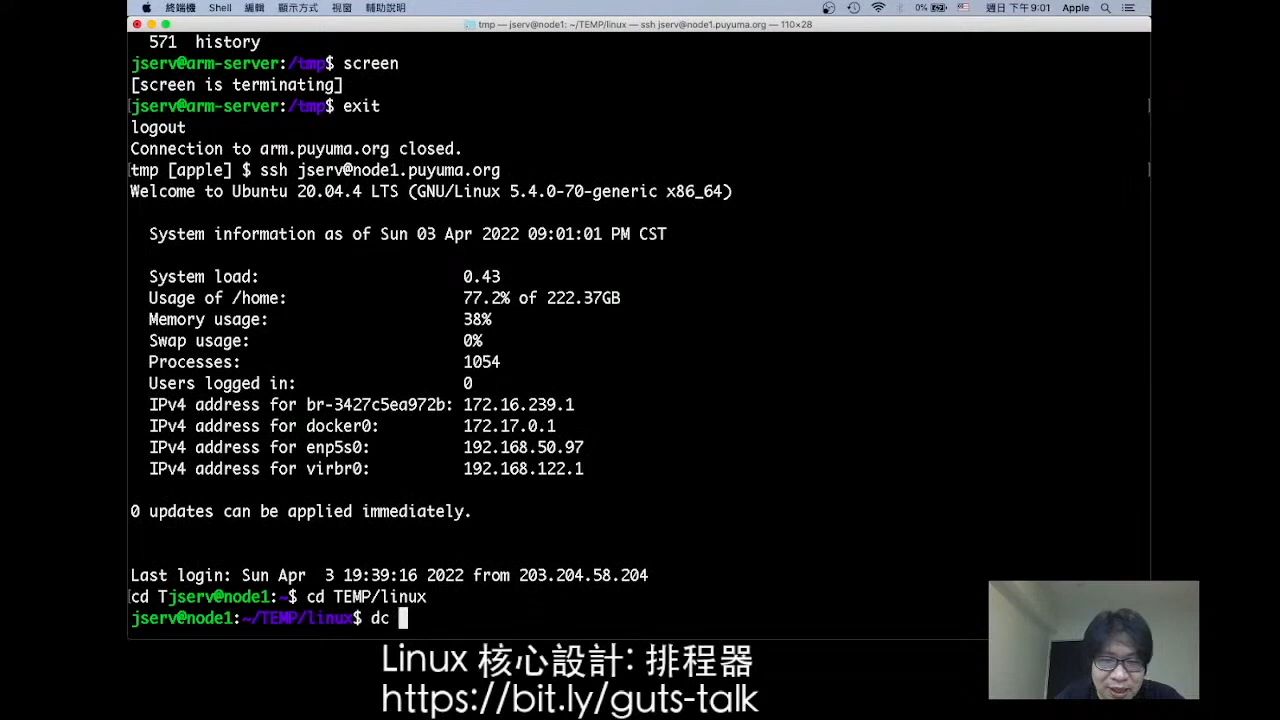 終端機 Shell 編輯 顯示方式 視窗 輔助說明 0% 週日 下午9:01 Apple
tmp — jserv@node1: ~/TEMP/linux — ssh jserv@node1.puyuma.org — 110×28
571 history
jserv@arm-server:/tmp$ screen
[screen is terminating]
jserv@arm-server:/tmp$ exit
logout
Connection to arm.puyuma.org closed.
tmp [apple] $ ssh jserv@node1.puyuma.org
Welcome to Ubuntu 20.04.4 LTS (GNU/Linux 5.4.0-70-generic x86_64)
System information as of Sun 03 Apr 2022 09:01:01 PM CST
System load: 0.43
Usage of /home: 77.2% of 222.37GB
Memory usage: 38%
Swap usage: 0%
Processes: 1054
Users logged in: 0
IPv4 address for br-3427c5ea972b: 172.16.239.1
IPv4 address for docker0: 172.17.0.1
IPv4 address for enp5s0: 192.168.50.97
IPv4 address for virbr0: 192.168.122.1
0 updates can be applied immediately.
Last login: Sun Apr 3 19:39:16 2022 from 203.204.58.204
cd Tjserv@node1:~$ cd TEMP/linux
jserv@node1:~/TEMP/linux$ dc
Linux 核心設計: 排程器
https://bit.ly/guts-talk